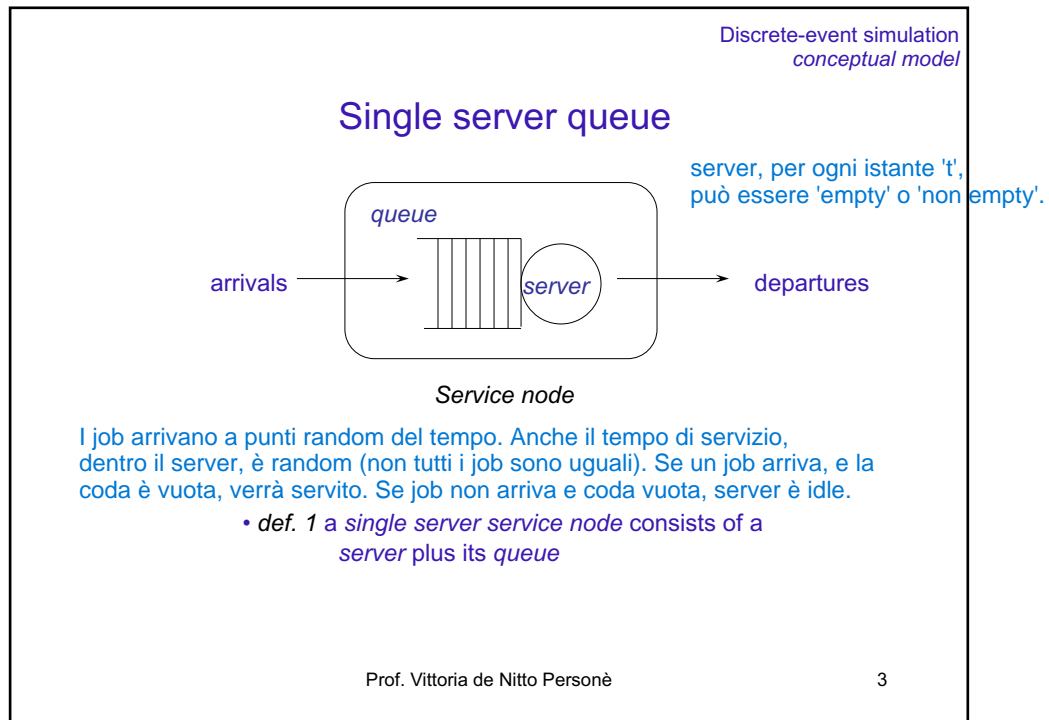 Discrete-event simulation
conceptual model
Single server queue
server, per ogni istante 't',
può essere 'empty' o 'non empty'.
queue
arrivals
server
departures
Service node
I job arrivano a punti random del tempo. Anche il tempo di servizio,
dentro il server, è random (non tutti i job sono uguali). Se un job arriva, e la
coda è vuota, verrà servito. Se job non arriva e coda vuota, server è idle.
• def. 1 a single server service node consists of a
server plus its queue
Prof. Vittoria de Nitto Personè
3